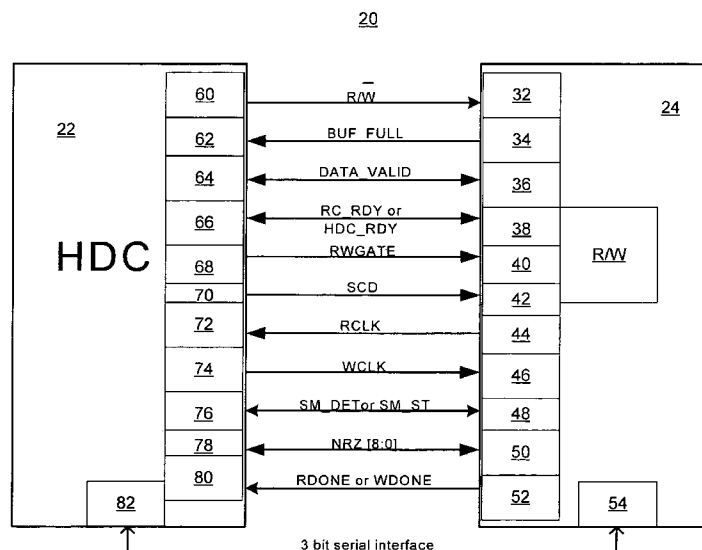 20
22
HDC
60
62
64
66
68
70
72
74
76
78
80
82
R/W
BUF_FULL
DATA_VALID
RC_RDY or
HDC_RDY
RWGATE
SCD
RCLK
WCLK
SM_DETor SM_ST
NRZ [8:0]
RDONE or WDONE
3 bit serial interface
32
34
36
38
40
42
44
46
48
50
52
54
24
R/W